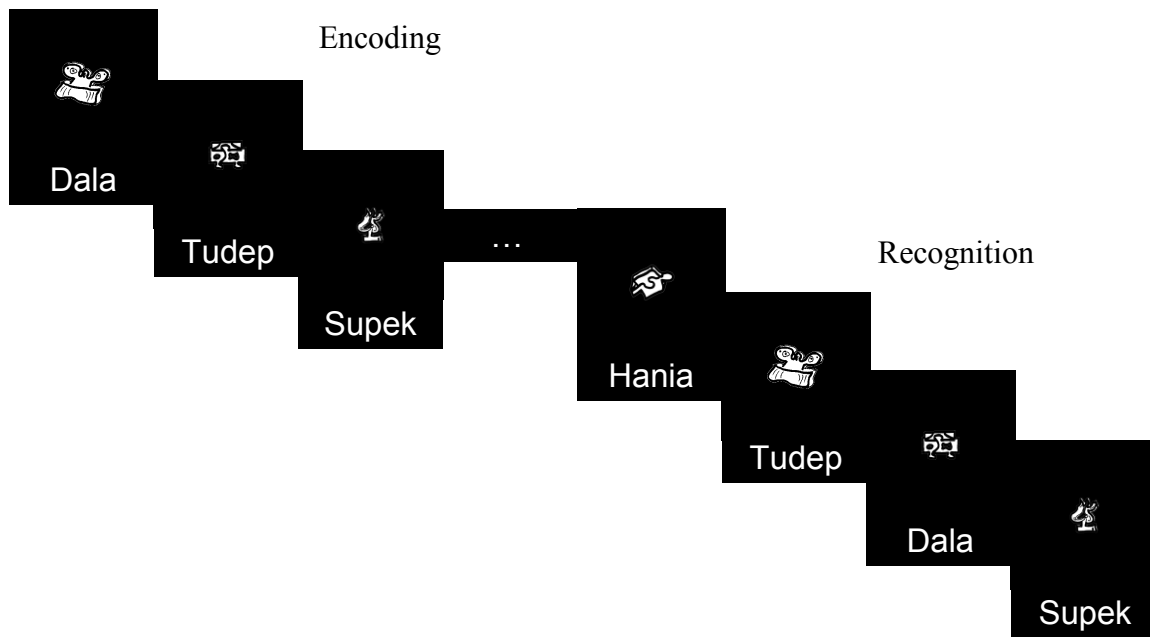 Encoding
Dala
Tudep
Supek
...
Recognition
Hania
Tudep
Dala
Supek